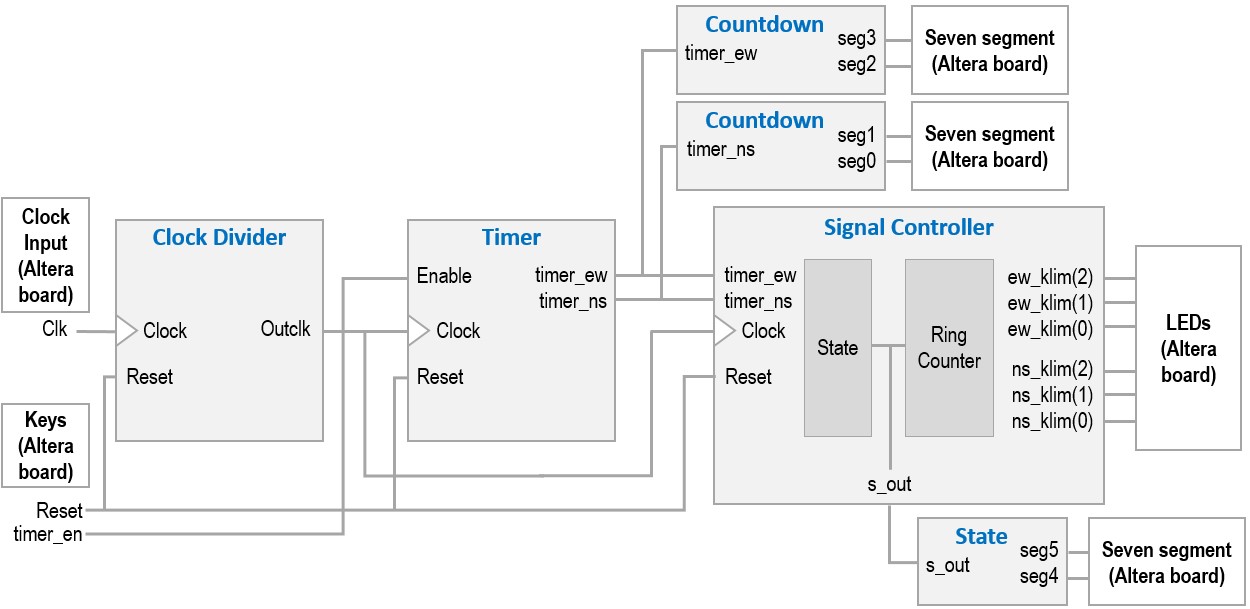 Countdown
timer_ew
seg3
seg2
Seven segment
(Altera board)
Countdown
timer_ns
seg1
seg0
Seven segment
(Altera board)
Clock
Input
(Altera
board)
Clk
Keys
(Altera
board)
Reset
timer_en
Clock Divider
Clock
Outclk
Reset
Timer
Enable
timer_ew
timer_ns
Clock
Reset
Signal Controller
timer_ew
timer_ns
Clock
Reset
State
Ring
Counter
ew_klim(2)
ew_klim(1)
ew_klim(0)
ns_klim(2)
ns_klim(1)
ns_klim(0)
s_out
LEDs
(Altera
board)
State
s_out
seg5
seg4
Seven segment
(Altera board)